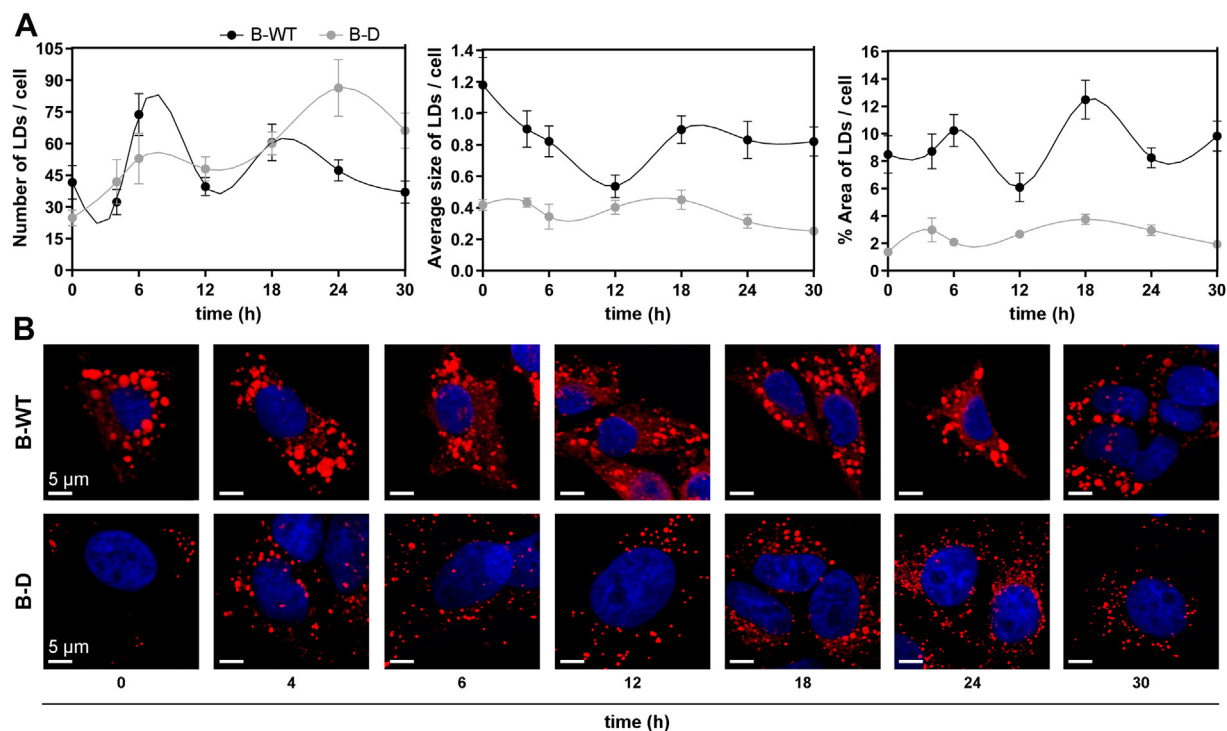 A
B-WT B-D
Number of LDs / cell
105
90
75
60
45
30
15
0
0 6 12 18 24 30
time (h)
Average size of LDs / cell
1.4
1.2
1.0
0.8
0.6
0.4
0.2
0.0
0 6 12 18 24 30
time (h)
% Area of LDs / cell
16
14
12
10
8
6
4
2
0
0 6 12 18 24 30
time (h)
B
B-WT
5 µm
B-D
5 µm
0 4 6 12 18 24 30
time (h)